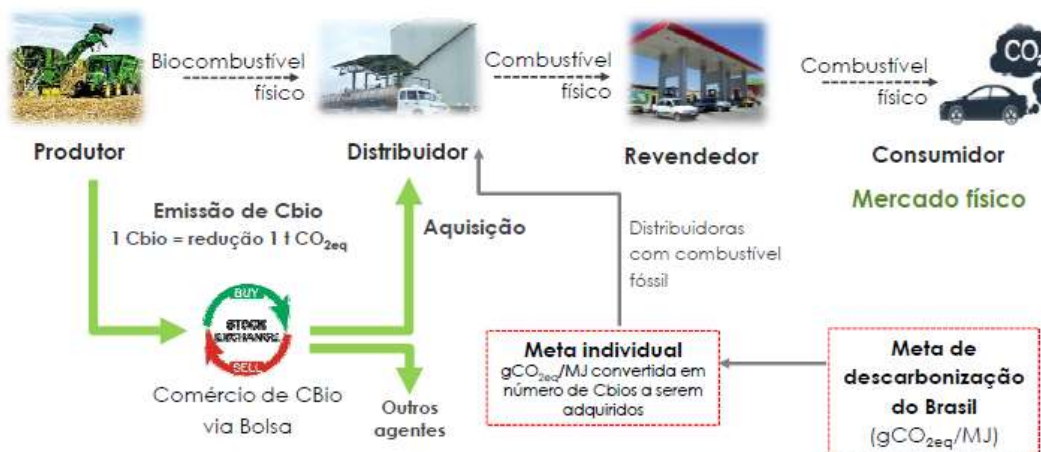 Biocombustível
físico
Combustível
físico
Combustível
físico
CO₂
Produtor
Distribuidor
Revendedor
Consumidor
Mercado físico
Emissão de Cbio
1 Cbio = redução 1 t CO₂eq
Aquisição
Distribuidoras
com combustível
fóssil
BUY
STOCK
EXCHANGE
SELL
Comércio de CBio
via Bolsa
Outros
agentes
Meta individual
gCO₂eq/MJ convertida em
número de Cbios a serem
adquiridos
Meta de
descarbonização
do Brasil
(gCO₂eq/MJ)